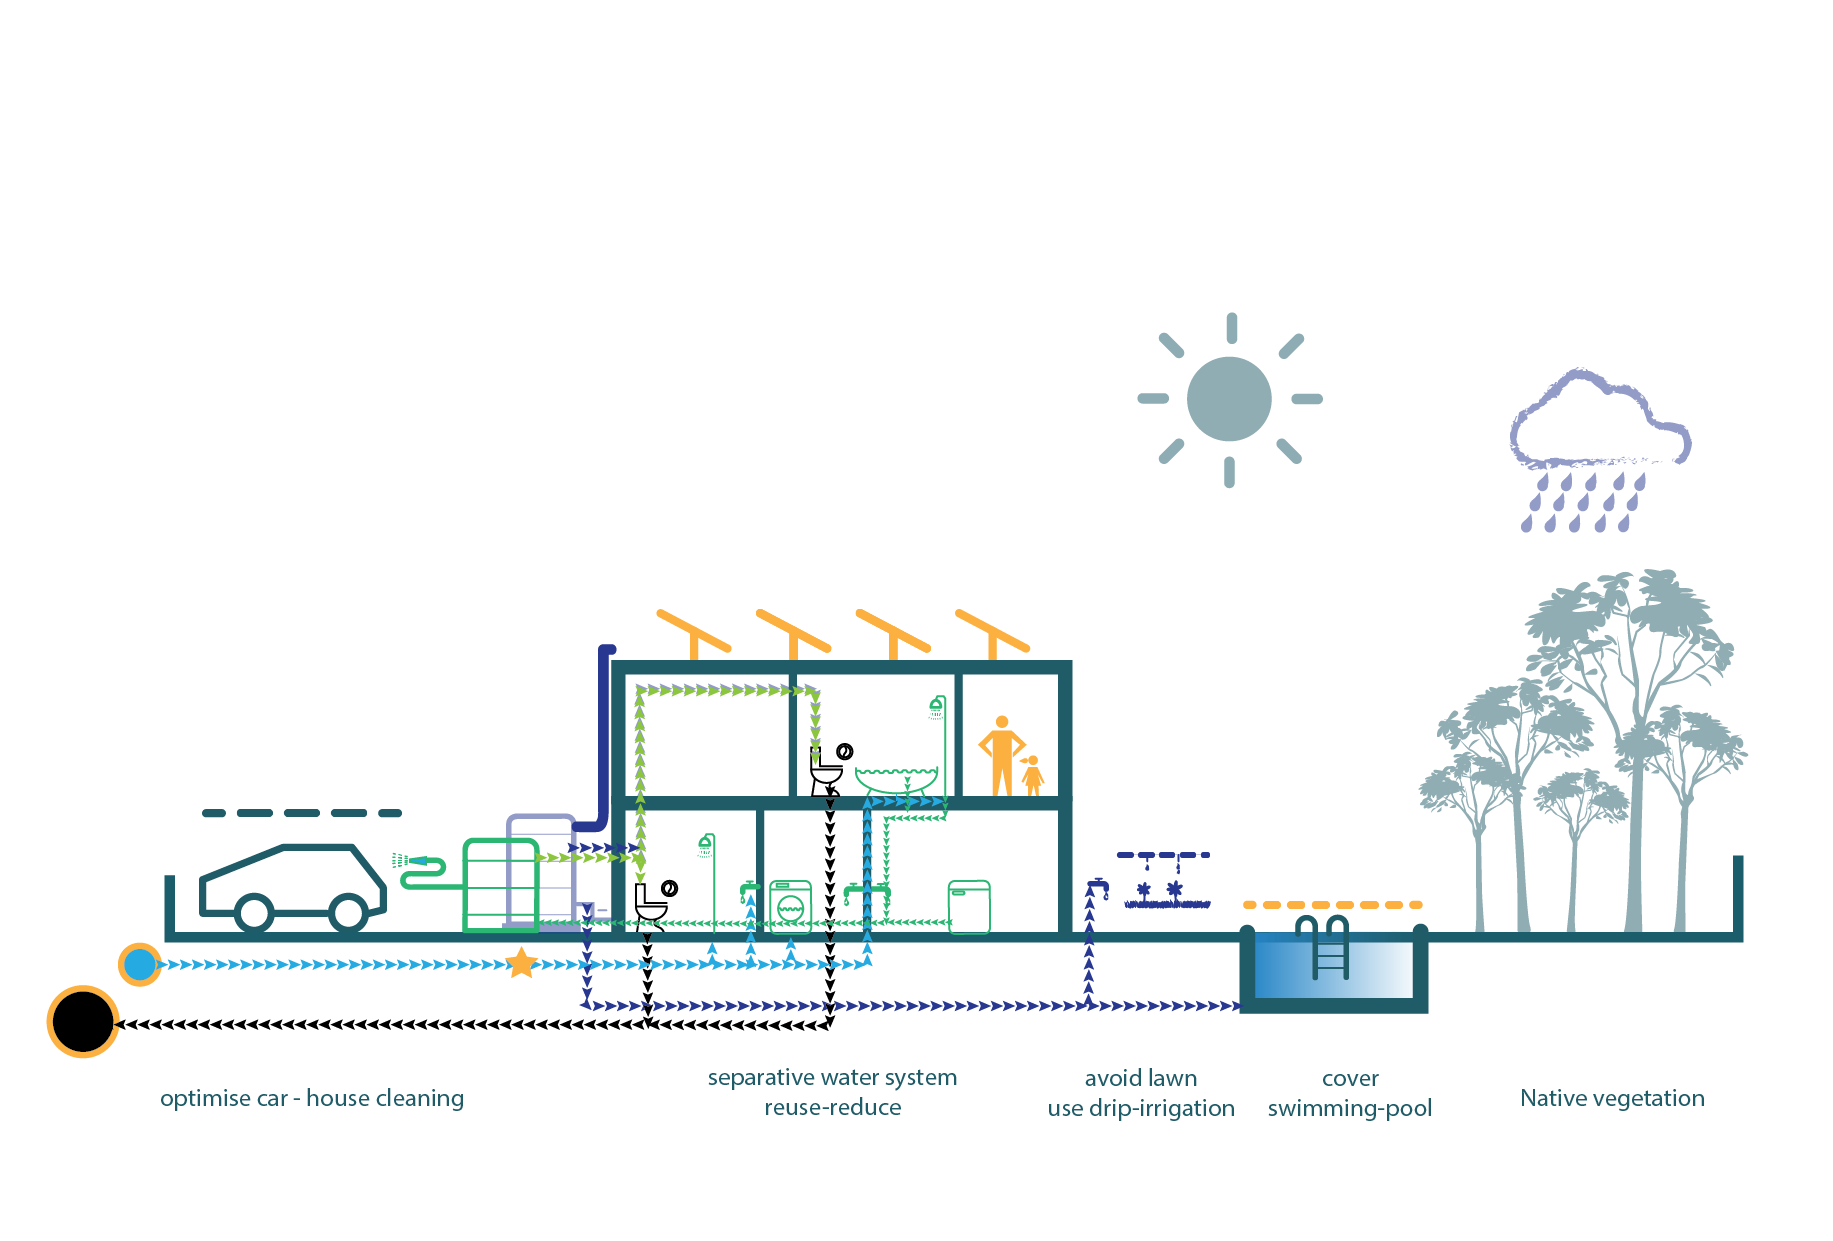 optimise car - house cleaning
separative water system
reuse-reduce
avoid lawn
use drip-irrigation
cover
swimming-pool
Native vegetation